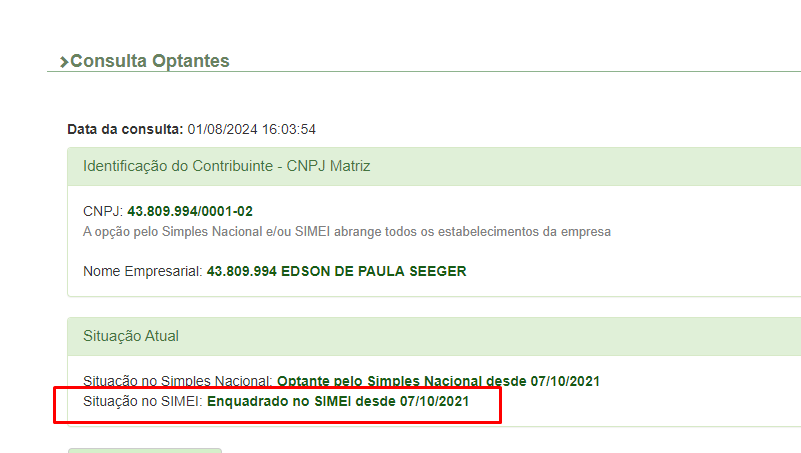 Consulta Optantes
Data da consulta: 01/08/2024 16:03:54
Identificação do Contribuinte - CNPJ Matriz
CNPJ: 43.809.994/0001-02
A opção pelo Simples Nacional e/ou SIMEI abrange todos os estabelecimentos da empresa
Nome Empresarial: 43.809.994 EDSON DE PAULA SEEGER
Situação Atual
Situação no Simples Nacional: Optante pelo Simples Nacional desde 07/10/2021
Situação no SIMEI: Enquadrado no SIMEI desde 07/10/2021